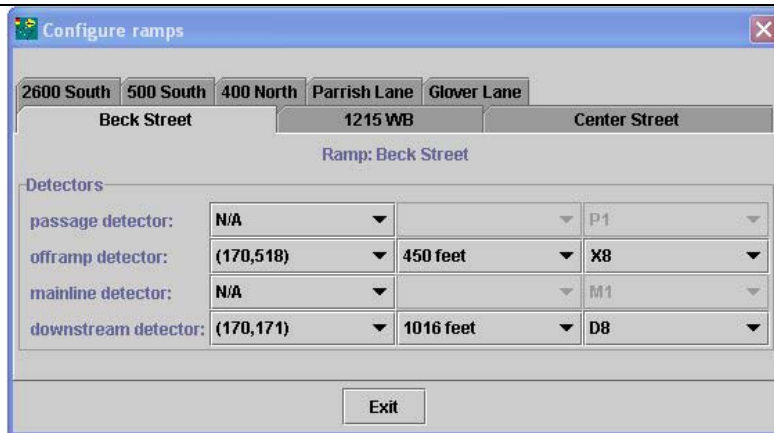 Configure ramps
2600 South 500 South 400 North Parrish Lane Glover Lane
Beck Street 1215 WB Center Street
Ramp: Beck Street
Detectors
passage detector: N/A P1
offramp detector: (170,518) 450 feet X8
mainline detector: N/A M1
downstream detector: (170,171) 1016 feet D8
Exit